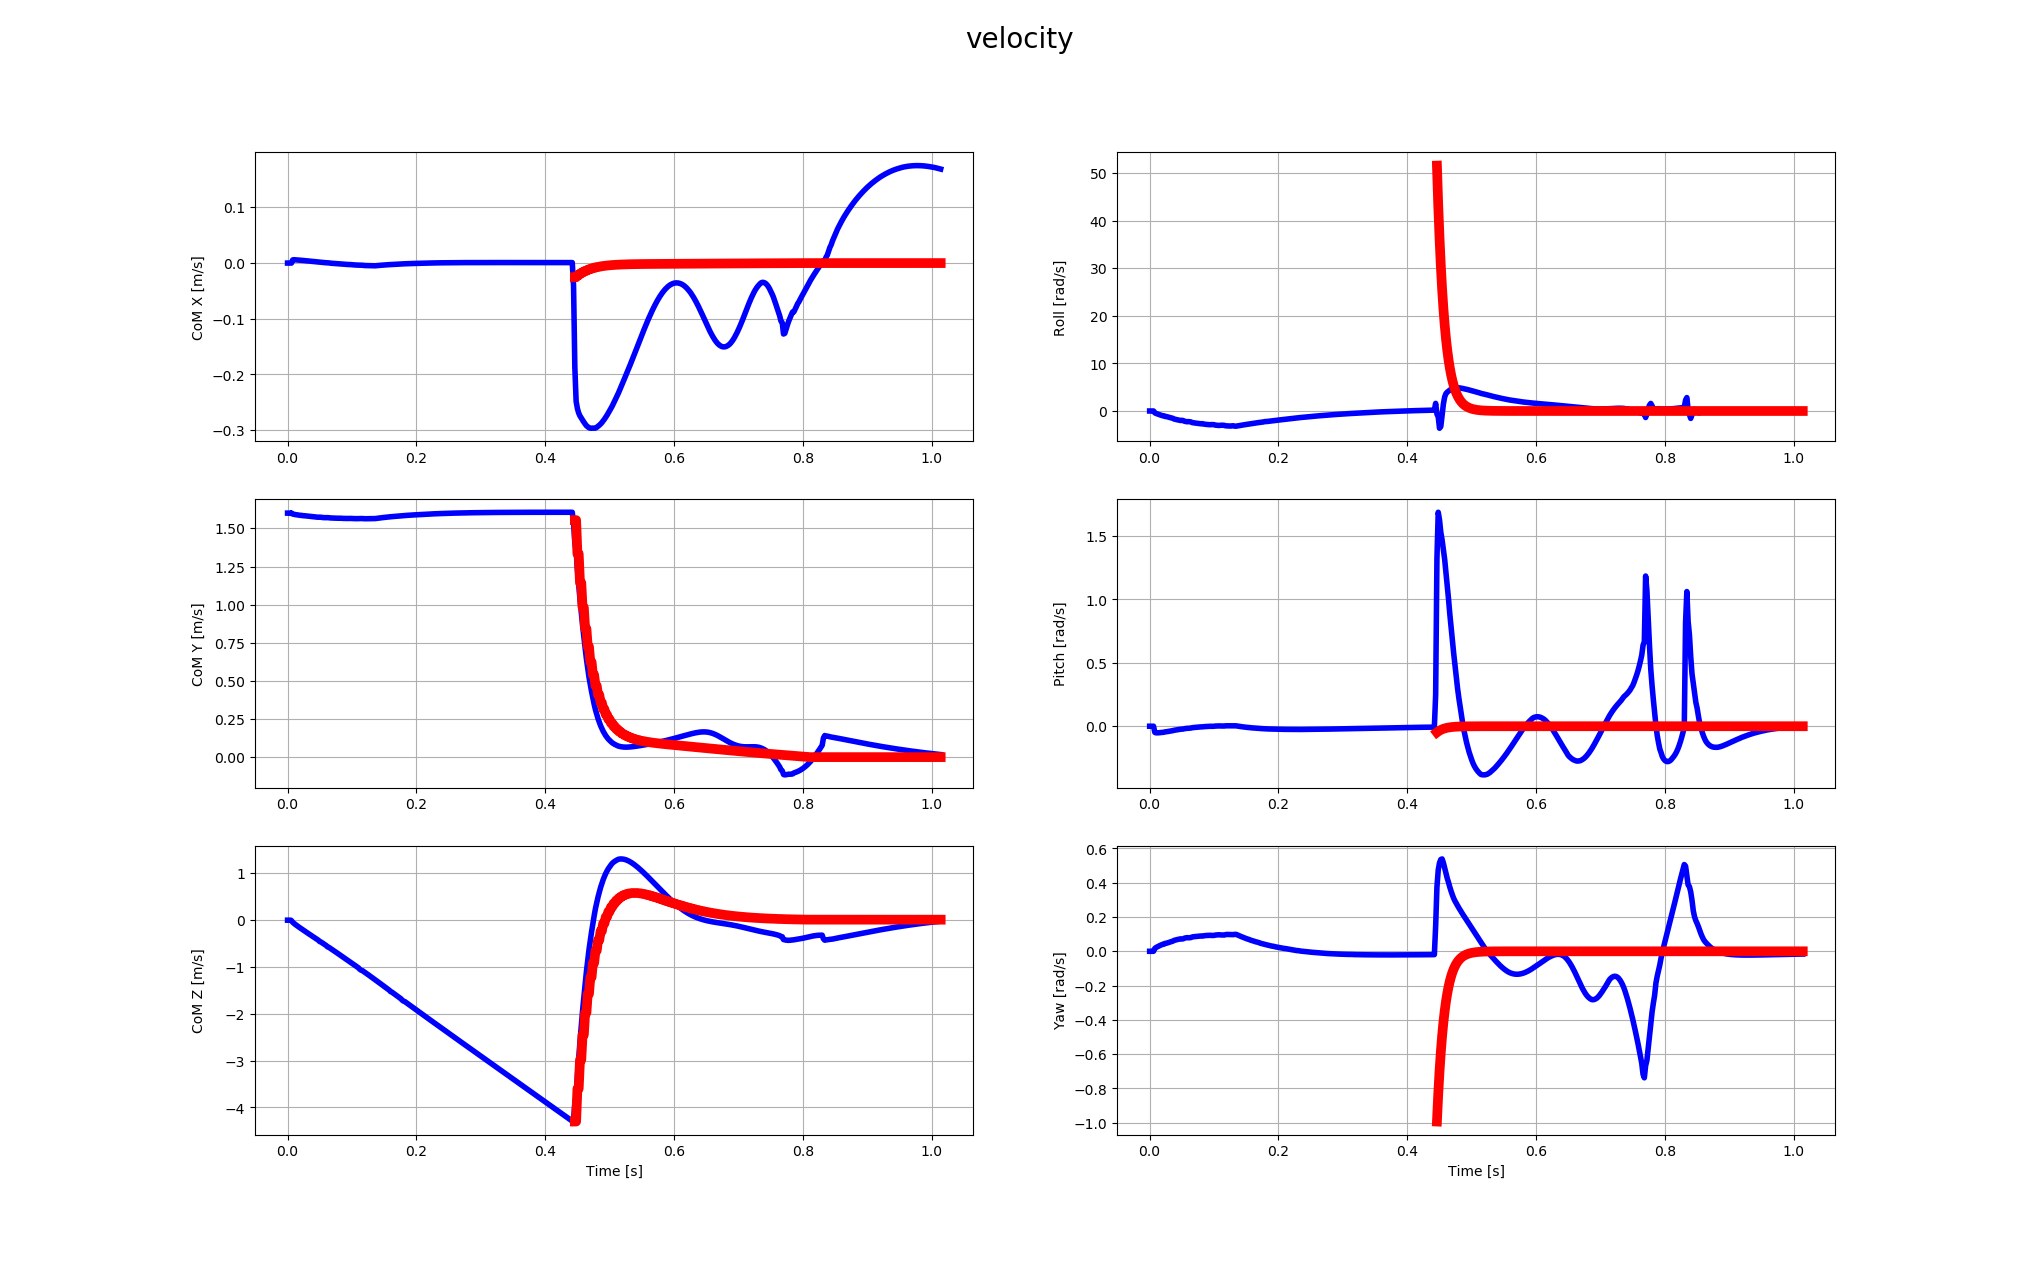 velocity
CoM X [m/s]
0.1
0.0
−0.1
−0.2
−0.3
0.0 0.2 0.4 0.6 0.8 1.0
Roll [rad/s]
50
40
30
20
10
0
0.0 0.2 0.4 0.6 0.8 1.0
CoM Y [m/s]
1.50
1.25
1.00
0.75
0.50
0.25
0.00
0.0 0.2 0.4 0.6 0.8 1.0
Pitch [rad/s]
1.5
1.0
0.5
0.0
0.0 0.2 0.4 0.6 0.8 1.0
CoM Z [m/s]
1
0
−1
−2
−3
−4
0.0 0.2 0.4 0.6 0.8 1.0
Time [s]
Yaw [rad/s]
0.6
0.4
0.2
0.0
−0.2
−0.4
−0.6
−0.8
−1.0
0.0 0.2 0.4 0.6 0.8 1.0
Time [s]